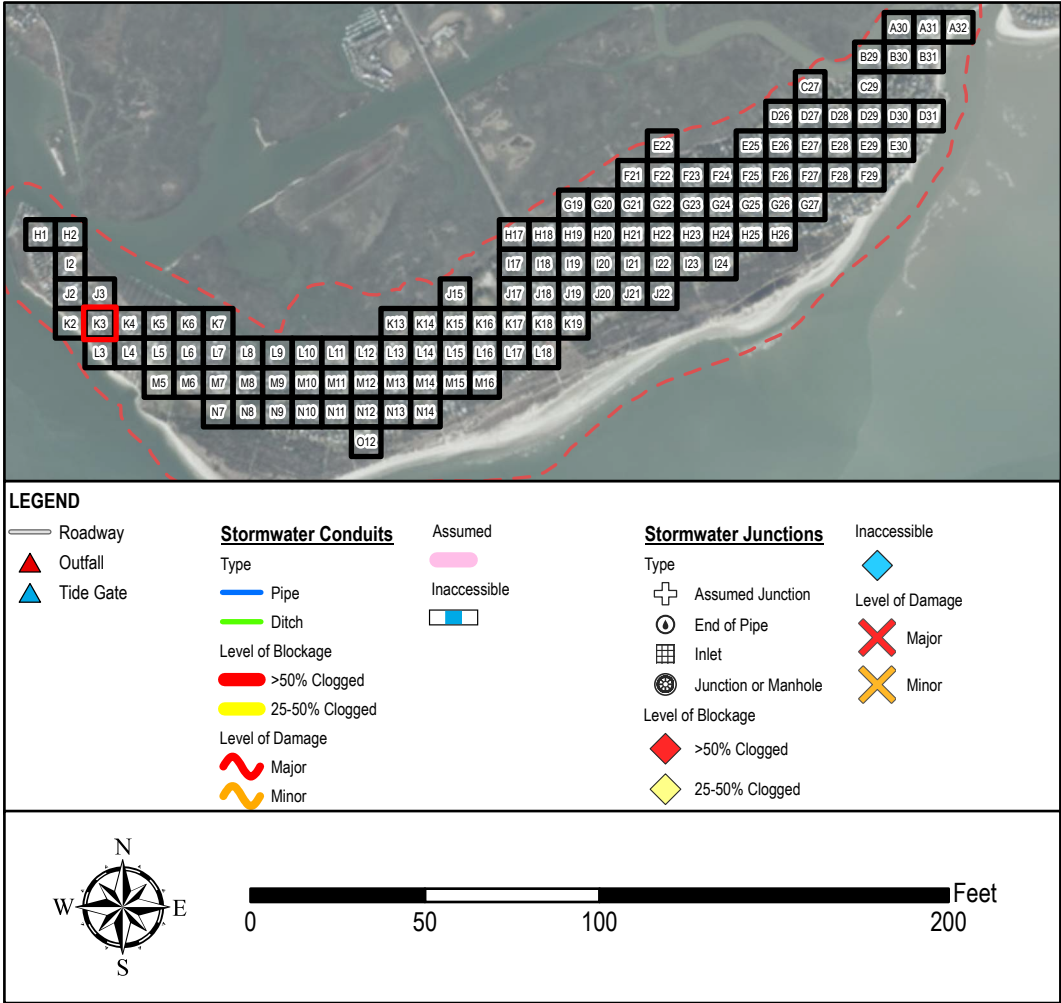 A30 A31 A32
B29 B30 B31
C27 C29
D26 D27 D28 D29 D30 D31
E22 E25 E26 E27 E28 E29 E30
F21 F22 F23 F24 F25 F26 F27 F28 F29
G19 G20 G21 G22 G23 G24 G25 G26 G27
H1 H2 H17 H18 H19 H20 H21 H22 H23 H24 H25 H26
I2 I17 I18 I19 I20 I21 I22 I23 I24
J2 J3 J15 J17 J18 J19 J20 J21 J22
K2 K3 K4 K5 K6 K7 K13 K14 K15 K16 K17 K18 K19
L3 L4 L5 L6 L7 L8 L9 L10 L11 L12 L13 L14 L15 L16 L17 L18
M5 M6 M7 M8 M9 M10 M11 M12 M13 M14 M15 M16
N7 N8 N9 N10 N11 N12 N13 N14
O12
LEGEND
Roadway
Outfall
Tide Gate
Stormwater Conduits
Type
Pipe
Ditch
Level of Blockage
>50% Clogged
25-50% Clogged
Level of Damage
Major
Minor
Assumed
Inaccessible
Stormwater Junctions
Type
Assumed Junction
End of Pipe
Inlet
Junction or Manhole
Level of Blockage
>50% Clogged
25-50% Clogged
Inaccessible
Level of Damage
Major
Minor
N
W E
S
Feet
0 50 100 200